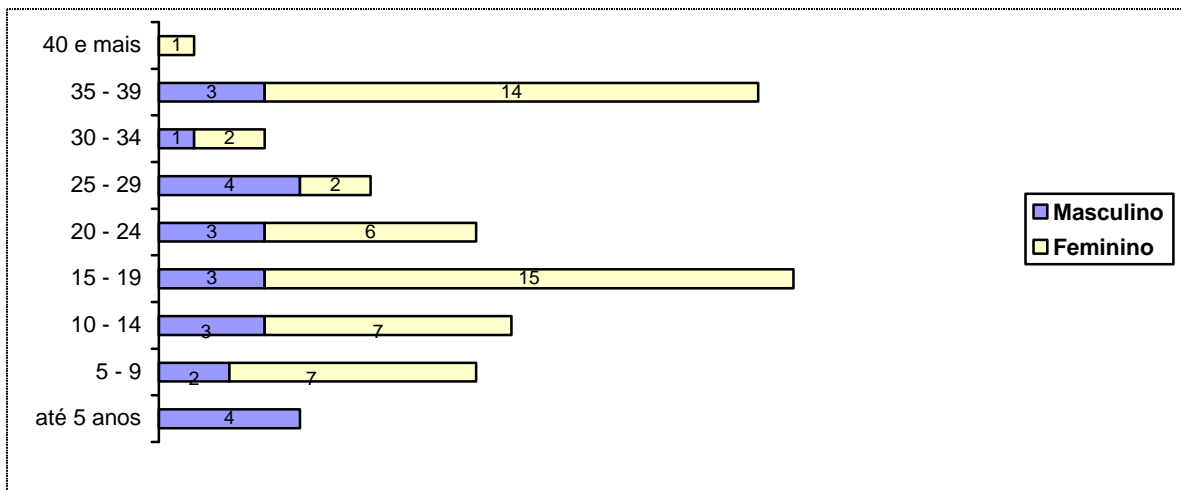 40 e mais 1
35 - 39 3 14
30 - 34 1 2
25 - 29 4 2
20 - 24 3 6
15 - 19 3 15
10 - 14 3 7
5 - 9 2 7
até 5 anos 4
Masculino
Feminino